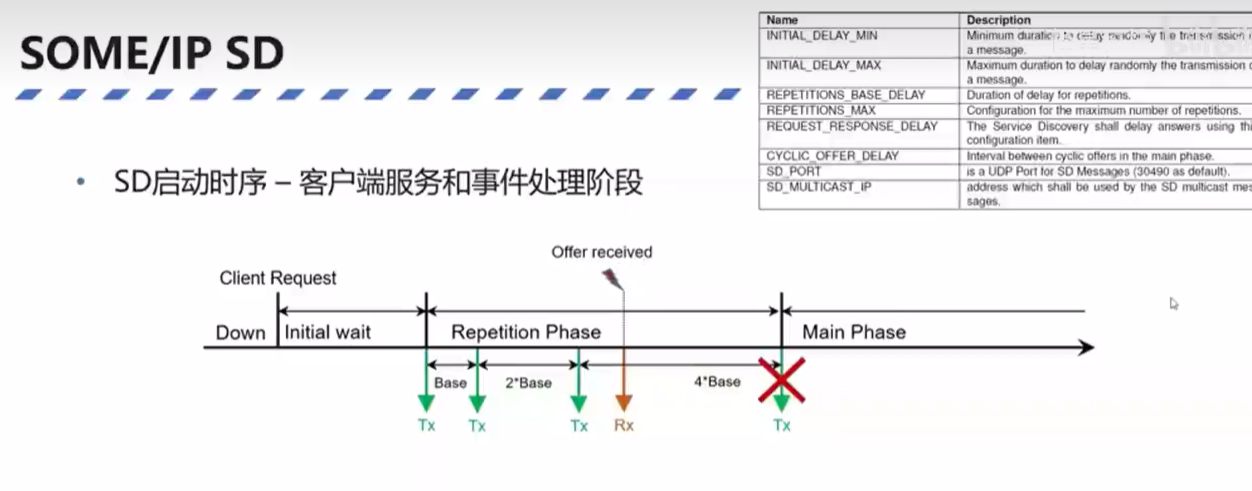 SOME/IP SD
Name Description
INITIAL_DELAY_MIN Minimum duration to delay randomly the transmission
a message.
INITIAL_DELAY_MAX Maximum duration to delay randomly the transmission
a message.
REPETITIONS_BASE_DELAY Duration of delay for repetitions.
REPETITIONS_MAX Configuration for the maximum number of repetitions.
REQUEST_RESPONSE_DELAY The Service Discovery shall delay answers using
configuration item.
CYCLIC_OFFER_DELAY Interval between cyclic offers in the main phase.
SD_PORT is a UDP Port for SD Messages (30490 as default).
SD_MULTICAST_IP address which shall be used by the SD multicast
sages.
• SD启动时序 – 客户端服务和事件处理阶段
Offer received
Client Request
Down Initial wait Repetition Phase Main Phase
Base 2*Base 4*Base
Tx Tx Tx Rx Tx